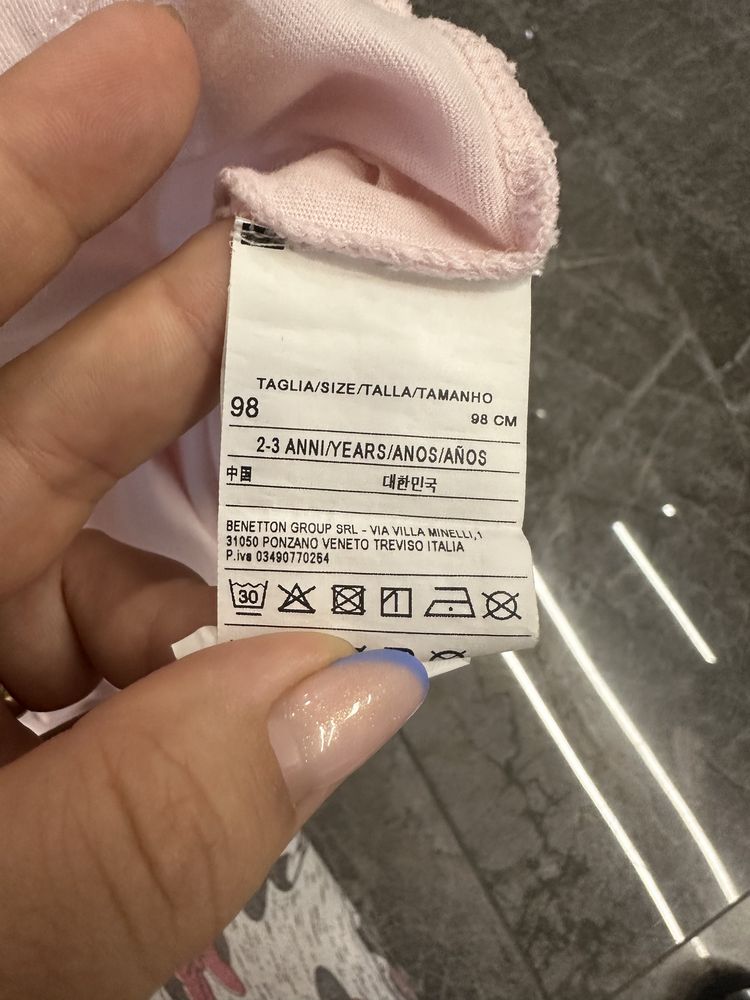 TAGLIA/SIZE/TALLA/TAMANHO
98 98 CM
2-3 ANNI/YEARS/ANOS/AÑOS
中国 대한민국
BENETTON GROUP SRL - VIA VILLA MINELLI,1
31050 PONZANO VENETO TREVISO ITALIA
P.iva 03490770264
30